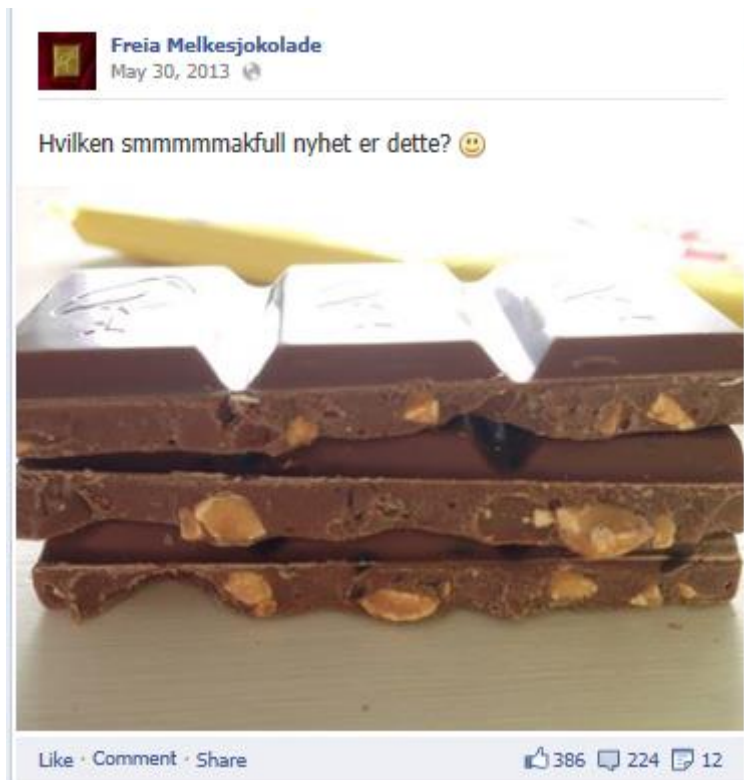 Freia Melkesjokolade
May 30, 2013
Hvilken smmmmmakfull nyhet er dette?
Like · Comment · Share 386 224 12